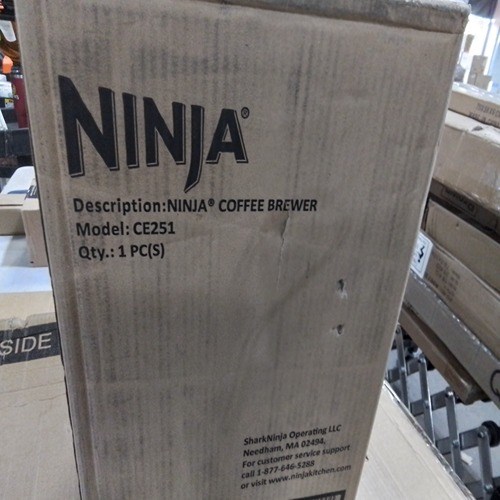 NINJA®
Description:NINJA® COFFEE BREWER
Model: CE251
Qty.: 1 PC(S)
SIDE
SharkNinja Operating LLC
Needham, MA 02494,
For customer service support
call 1-877-646-5288
or visit www.ninjakitchen.com